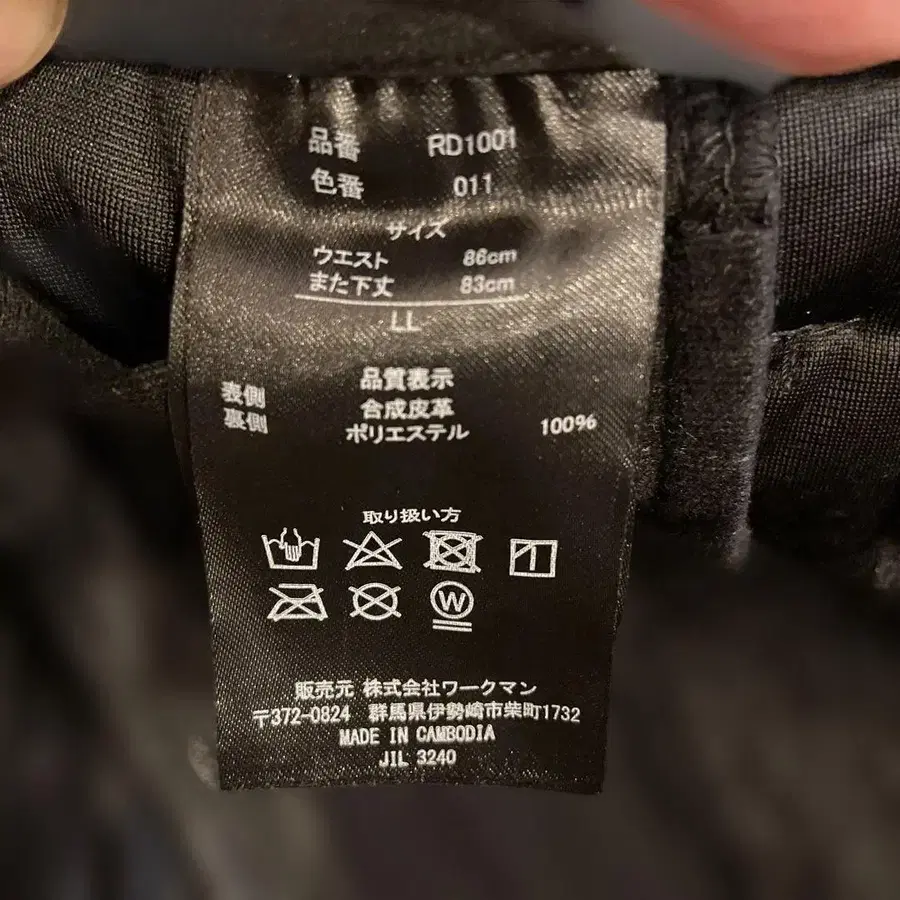 品番 RD1001
色番 011
サイズ
ウエスト 86cm
また下丈 83cm
LL
品質表示
表側 合成皮革
裏側 ポリエステル 100%
取り扱い方
W
販売元 株式会社ワークマン
〒372-0824 群馬県伊勢崎市柴町1732
MADE IN CAMBODIA
JIL 3240